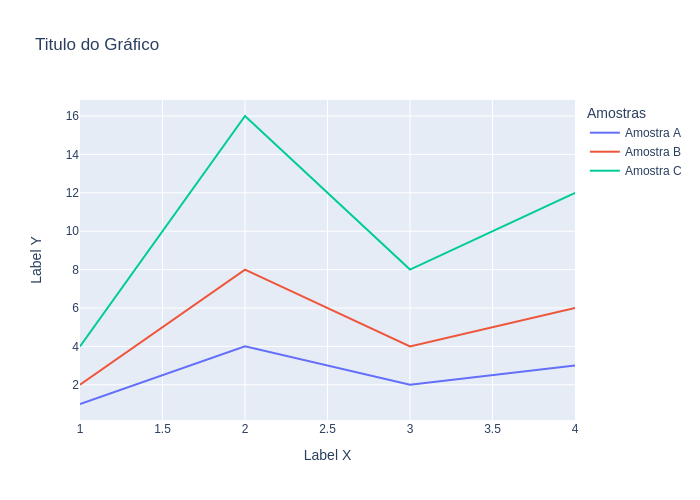 Titulo do Gráfico
Amostras
Amostra A
Amostra B
Amostra C
Label Y
16
14
12
10
8
6
4
2
1
1.5
2
2.5
3
3.5
4
Label X